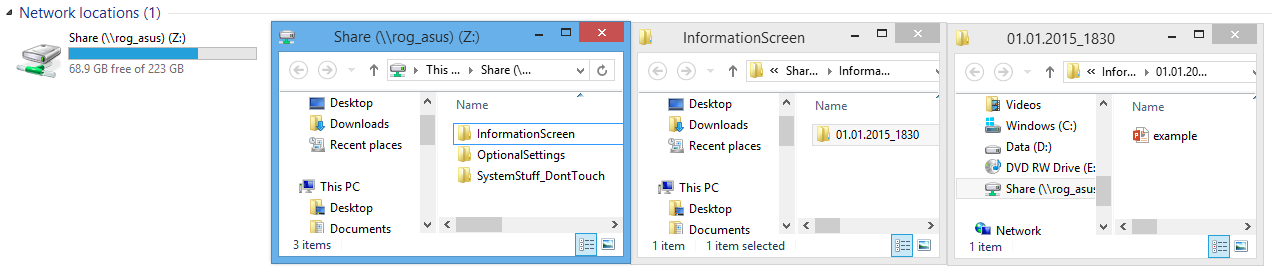 Network locations (1)
Share (\\rog_asus) (Z:)
68.9 GB free of 223 GB
Share (\\rog_asus) (Z:)
This ... Share (\...
Desktop
Downloads
Recent places
This PC
Desktop
Documents
Name
InformationScreen
OptionalSettings
SystemStuff_DontTouch
3 items
InformationScreen
« Shar... Informa...
Desktop
Downloads
Recent places
This PC
Desktop
Documents
Name
01.01.2015_1830
1 item 1 item selected
01.01.2015_1830
« Infor... 01.01.20...
Videos
Windows (C:)
Data (D:)
DVD RW Drive (E:
Share (\\rog_asus
Network
Name
example
1 item